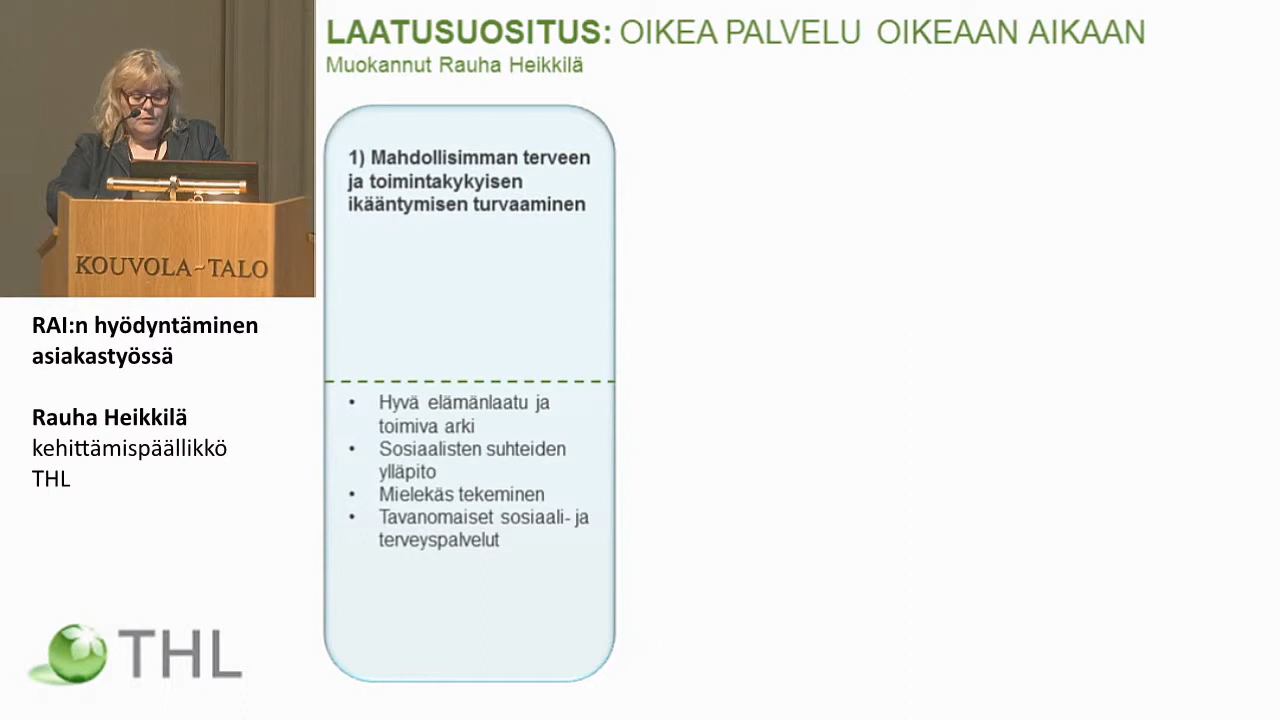 LAATUSUOSITUS: OIKEA PALVELU OIKEAAN AIKAAN
Muokannut Rauha Heikkilä
1) Mahdollisimman terveen
ja toimintakykyisen
ikääntymisen turvaaminen
• Hyvä elämänlaatu ja
toimiva arki
• Sosiaalisten suhteiden
ylläpito
• Mielekäs tekeminen
• Tavanomaiset sosiaali- ja
terveyspalvelut
KOUVOLA-TALO
RAI:n hyödyntäminen
asiakastyössä
Rauha Heikkilä
kehittämispäällikkö
THL
THL